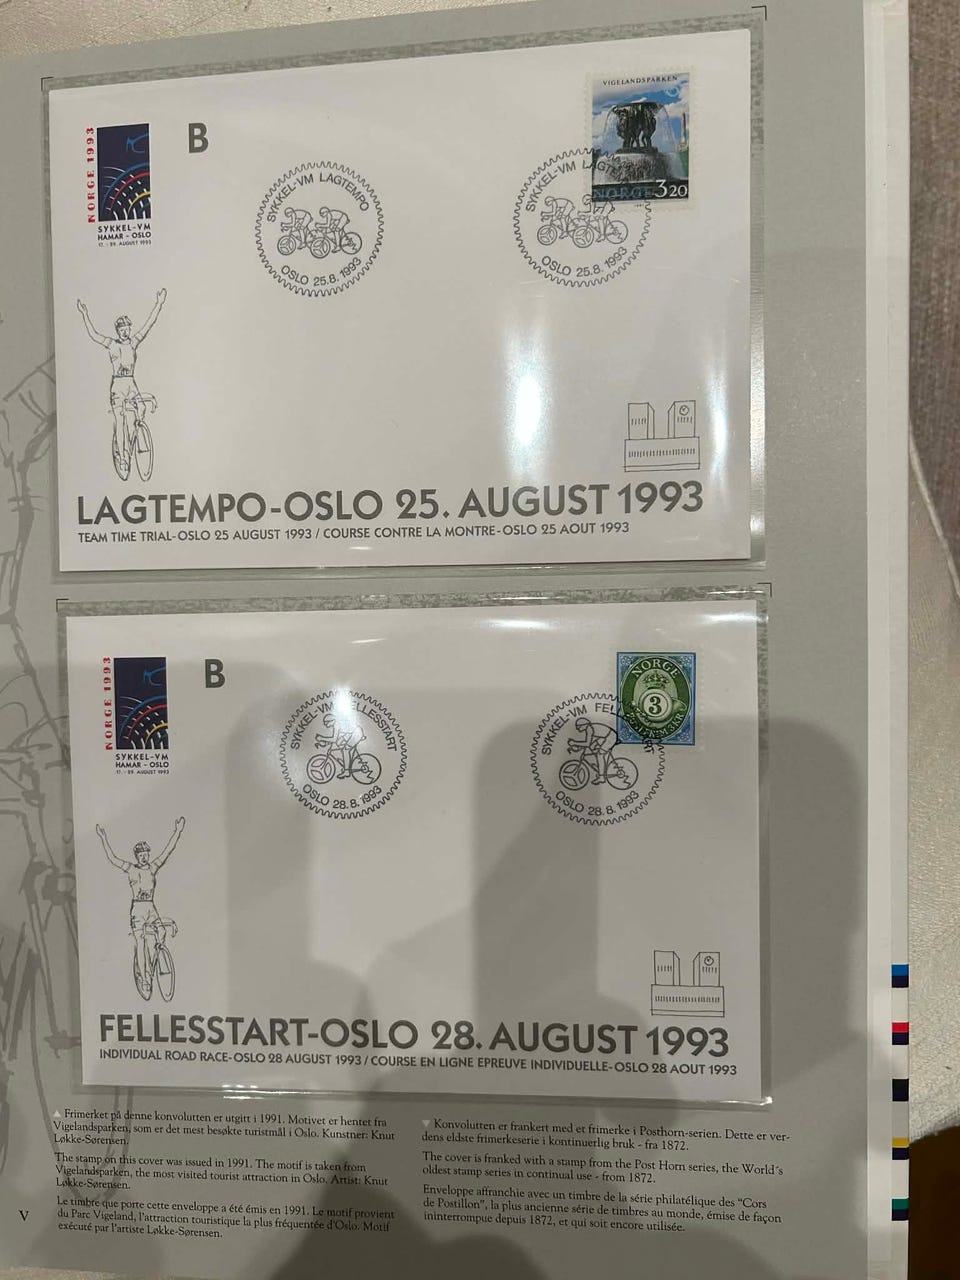 NORGE 1993
SYKKEL-VM
HAMAR - OSLO
17. - 29. AUGUST 1993
B
SYKKEL-VM LAGTEMPO
OSLO 25.8.1993
SYKKEL-VM LAGTE
OSLO 25.8.1993
VIGELANDSPARKEN
NORGE 3 20
LAGTEMPO-OSLO 25. AUGUST 1993
TEAM TIME TRIAL-OSLO 25 AUGUST 1993 / COURSE CONTRE LA MONTRE-OSLO 25 AOUT 1993
NORGE 1993
SYKKEL-VM
HAMAR - OSLO
17. - 29. AUGUST 1993
B
SYKKEL-VM FELLESSTART
OSLO 28.8.1993
SYKKEL-VM FEL
OSLO 28.8.1993
NORGE
3
FELLESSTART-OSLO 28. AUGUST 1993
INDIVIDUAL ROAD RACE-OSLO 28 AUGUST 1993 / COURSE EN LIGNE EPREUVE INDIVIDUELLE-OSLO 28 AOUT 1993
Frimerket på denne konvolutten er utgitt i 1991. Motivet er hentet fra
Vigelandsparken, som er det mest besøkte turistmål i Oslo. Kunstner: Knut
Løkke-Sørensen.
The stamp on this cover was issued in 1991. The motif is taken from
Vigelandsparken, the most visited tourist attraction in Oslo. Artist: Knut
Løkke-Sørensen.
Le timbre que porte cette enveloppe a été émis en 1991. Le motif provient
du Parc Vigeland, l'attraction touristique la plus fréquentée d'Oslo. Motif
exécuté par l'artiste Løkke-Sørensen.
Konvolutten er frankert med et frimerke i Posthorn-serien. Dette er ver-
dens eldste frimerkeserie i kontinuerlig bruk - fra 1872.
The cover is franked with a stamp from the Post Horn series, the World's
oldest stamp series in continual use - from 1872.
Enveloppe affranchie avec un timbre de la série philatélique des "Cors
de Postillon", la plus ancienne série de timbres au monde, émise de façon
ininterrompue depuis 1872, et qui soit encore utilisée.
V